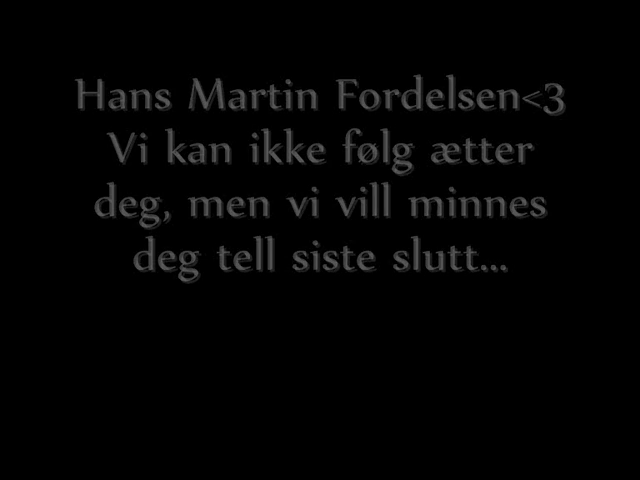 Hans Martin Fordelsen<3
Vi kan ikke følg ætter
deg, men vi vill minnes
deg tell siste slutt...